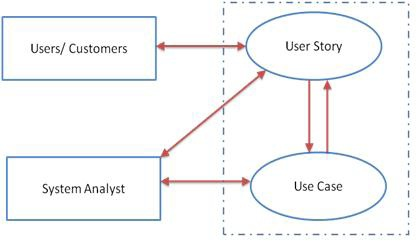 Users/ Customers
User Story
System Analyst
Use Case